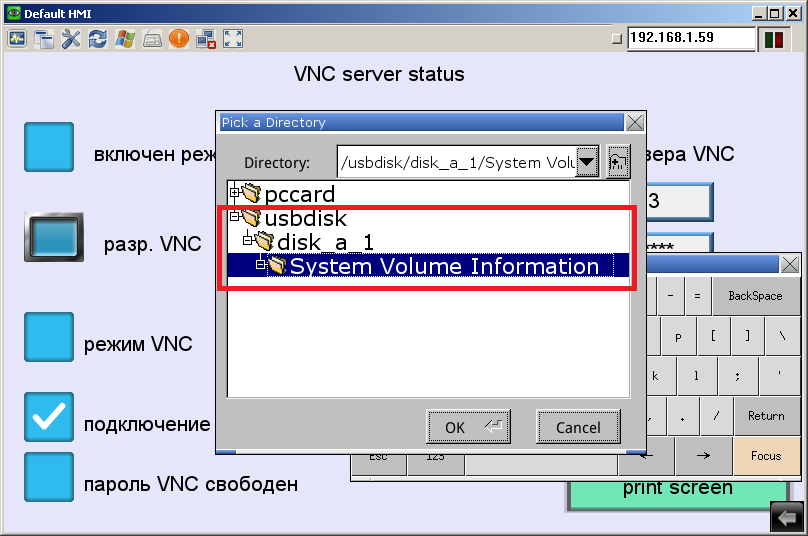 Default HMI
192.168.1.59
VNC server status
Pick a Directory
Directory:
/usbdisk/disk_a_1/System Volu
pccard
usbdisk
disk_a_1
System Volume Information
OK
Cancel
включен реж
вера VNC
3
разр. VNC
***
режим VNC
подключение
пароль VNC свободен
- = BackSpace
p [ ] \
k l ; '
, . / Return
Esc 123 ← → Focus
print screen